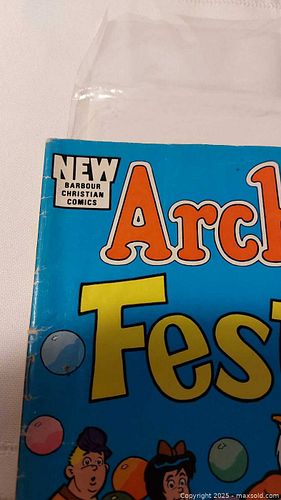 NEW
BARBOUR
CHRISTIAN
COMICS
Arch
Fest
Copyright 2025 - maxsold.com